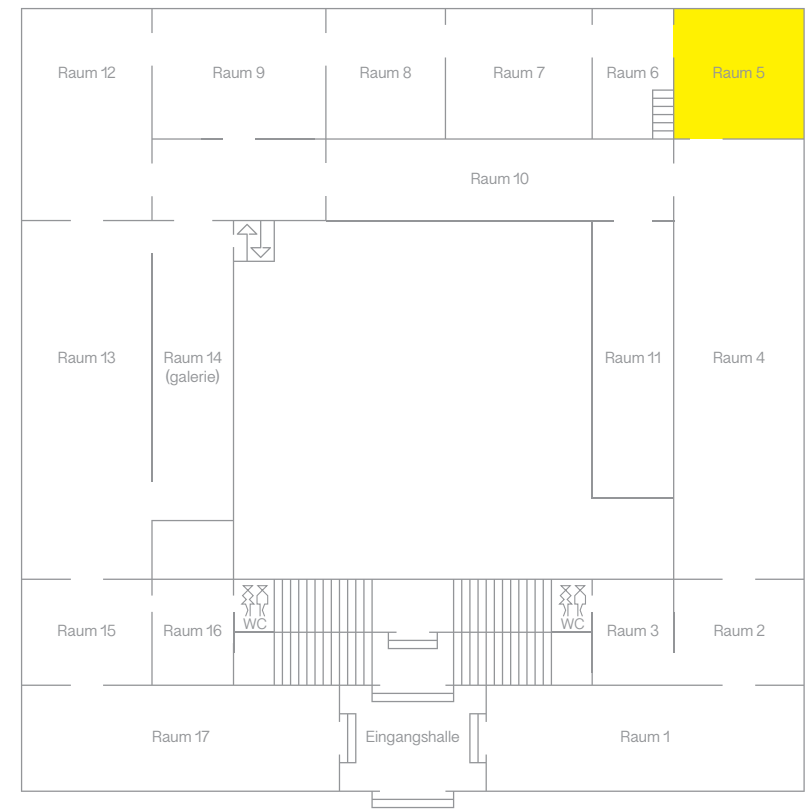 Raum 12
Raum 9
Raum 8
Raum 7
Raum 6
Raum 5
Raum 10
Raum 13
Raum 14
(galerie)
Raum 11
Raum 4
WC
WC
Raum 15
Raum 16
Raum 3
Raum 2
Raum 17
Eingangshalle
Raum 1